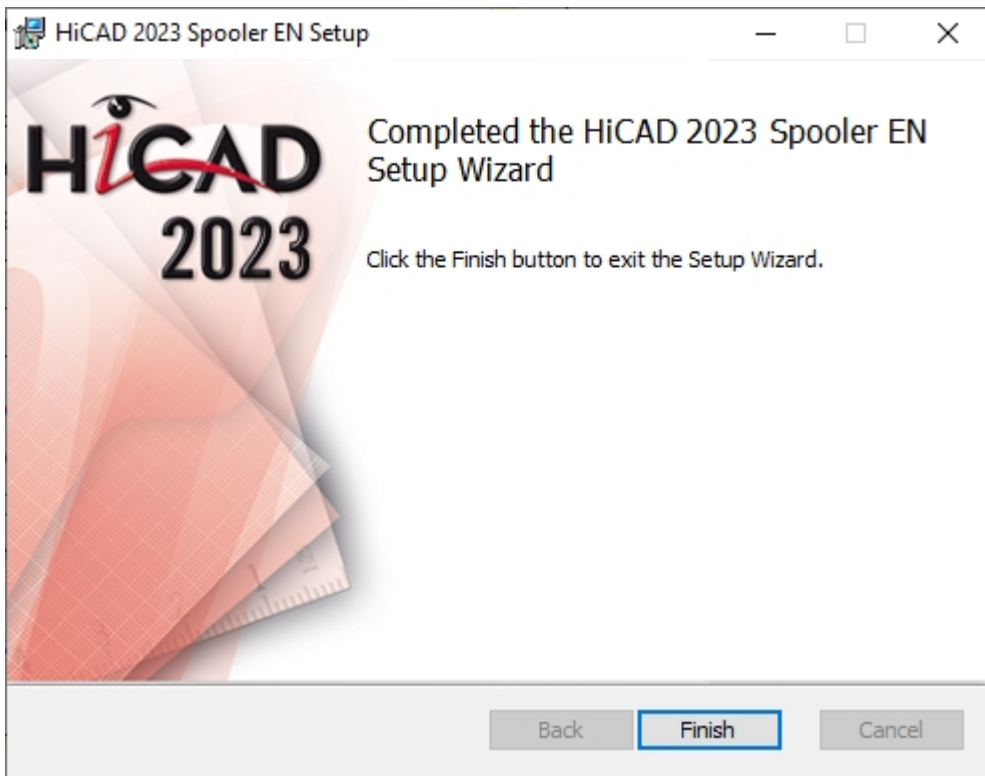 HiCAD 2023 Spooler EN Setup
HiCAD
2023
Completed the HiCAD 2023 Spooler EN
Setup Wizard
Click the Finish button to exit the Setup Wizard.
Back
Finish
Cancel